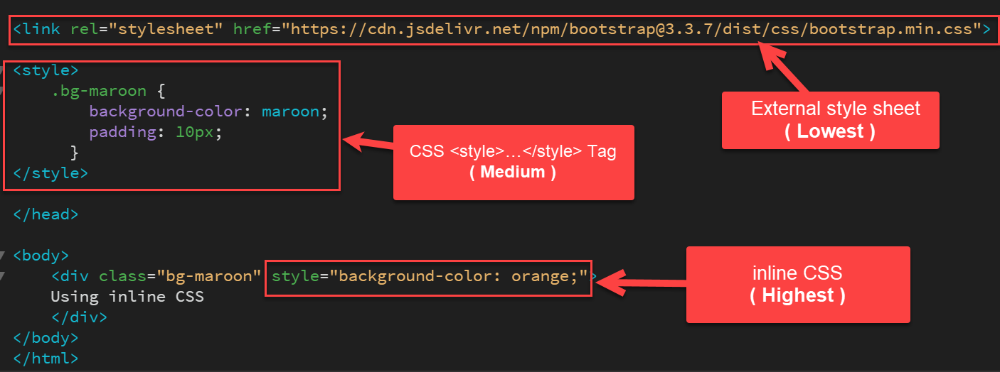 <link rel="stylesheet" href="https://cdn.jsdelivr.net/npm/bootstrap@3.3.7/dist/css/bootstrap.min.css">
External style sheet
( Lowest )
<style>
.bg-maroon {
background-color: maroon;
padding: 10px;
}
</style>
CSS <style>...</style> Tag
( Medium )
</head>
<body>
<div class="bg-maroon" style="background-color: orange;">
Using inline CSS
</div>
</body>
</html>
inline CSS
( Highest )